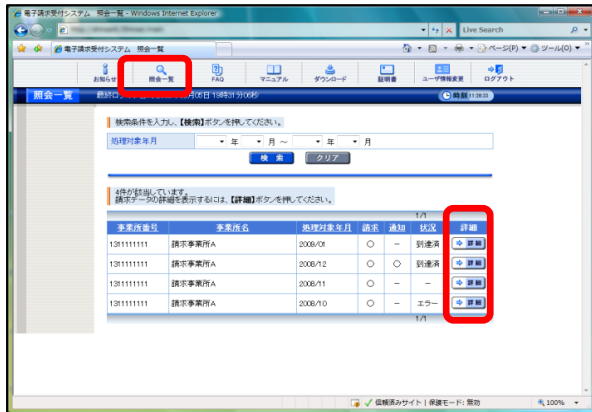 電子請求受付システム 照会一覧 - Windows Internet Explorer
Live Search
電子請求受付システム 照会一覧
ページ(P) ツール(O)
お知らせ 照会一覧 FAQ マニュアル ダウンロード 証明書 ユーザ情報変更 ログアウト
照会一覧
時刻 11:28:33
検索条件を入力し、【検索】ボタンを押してください。
処理対象年月 年 月 ～ 年 月
検索 クリア
4件が該当しています。
請求データの詳細を表示するには、【詳細】ボタンを押してください。
1/1
事業所番号 事業所名 処理対象年月 請求 通知 状況 詳細
1311111111 請求事業所A 2009/01 ○ － 到達済 詳細
1311111111 請求事業所A 2008/12 ○ ○ 到達済 詳細
1311111111 請求事業所A 2008/11 ○ － － 詳細
1311111111 請求事業所A 2008/10 ○ － エラー 詳細
1/1
信頼済みサイト | 保護モード: 無効 100%